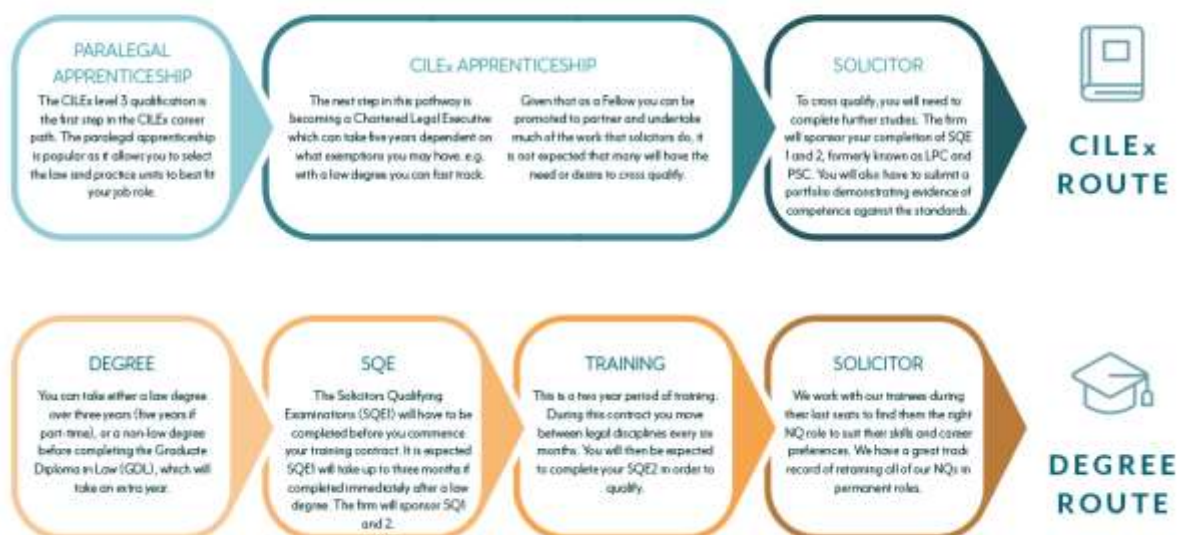 PARALEGAL
APPRENTICESHIP
The CILEx level 3 qualification is
the first step in the CILEx career
path. The paralegal apprenticeship
is popular as it allows you to select
the law and practice units to best fit
your job role.
CILEx APPRENTICESHIP
The next step in this pathway is
becoming a Chartered Legal Executive
which can take five years dependent on
what exemptions you may have, e.g.
with a law degree you can fast track.
Given that as a Fellow you can be
promoted to partner and undertake
much of the work that solicitors do, it
is not expected that many will have the
need or desire to cross qualify.
SOLICITOR
To cross qualify, you will need to
complete further studies. The firm
will sponsor your completion of SQE
1 and 2, formerly known as LPC and
PSC. You will also have to submit a
portfolio demonstrating evidence of
competence against the standards.
CILEx
ROUTE
DEGREE
You can take either a law degree
over three years (five years if
part-time), or a non-law degree
before completing the Graduate
Diploma in Law (GDL), which will
take an extra year.
SQE
The Solicitors Qualifying
Examinations (SQE1) will have to be
completed before you commence
your training contract. It is expected
SQE1 will take up to three months if
completed immediately after a law
degree. The firm will sponsor SQ1
and 2.
TRAINING
This is a two year period of training.
During this contract you move
between legal disciplines every six
months. You will then be expected
to complete your SQE2 in order to
qualify.
SOLICITOR
We work with our trainees during
their last seats to find them the right
NQ role to suit their skills and career
preferences. We have a great track
record of retaining all of our NQs in
permanent roles.
DEGREE
ROUTE